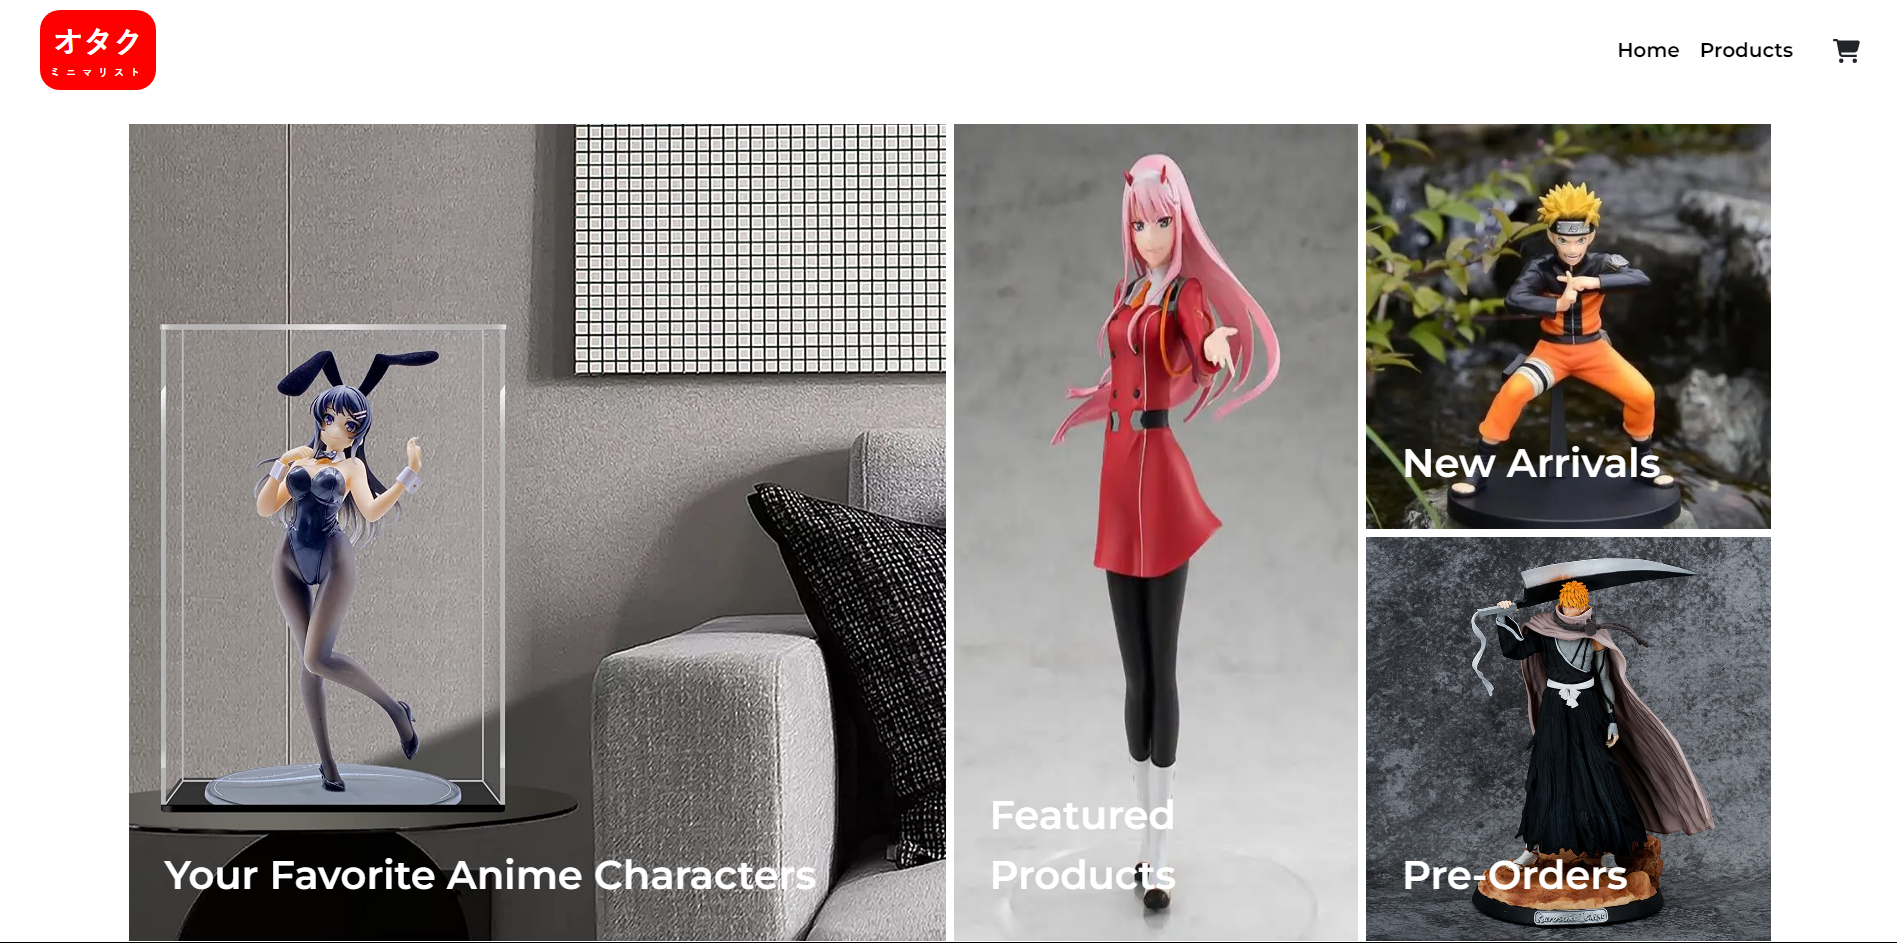 オタク
ミニマリスト
Home Products
Your Favorite Anime Characters
Featured
Products
New Arrivals
Pre-Orders